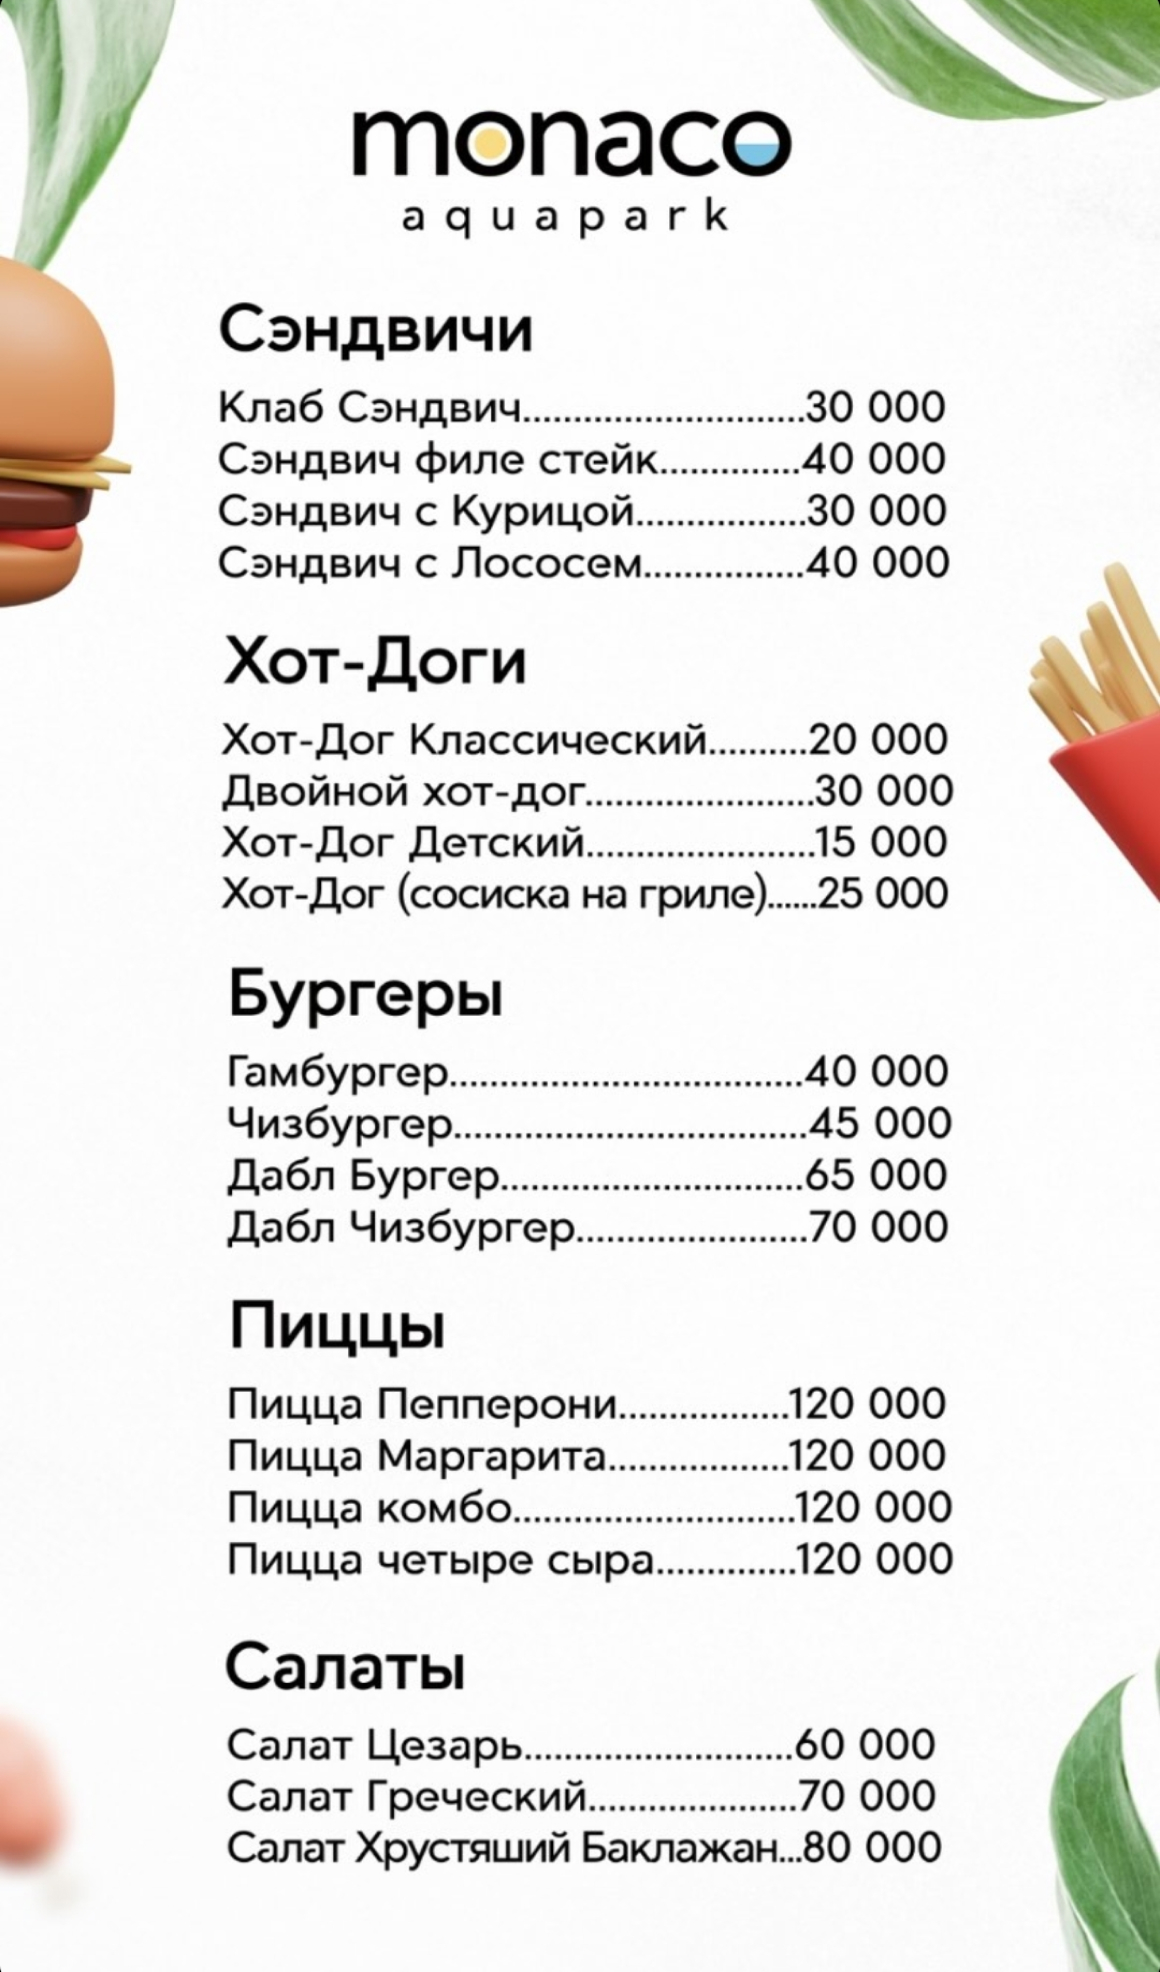 monaco
aquapark
Сэндвичи
Клаб Сэндвич............................30 000
Сэндвич филе стейк..............40 000
Сэндвич с Курицой.................30 000
Сэндвич с Лососем................40 000
Хот-Доги
Хот-Дог Классический..........20 000
Двойной хот-дог.......................30 000
Хот-Дог Детский.......................15 000
Хот-Дог (сосиска на гриле)......25 000
Бургеры
Гамбургер...................................40 000
Чизбургер...................................45 000
Дабл Бургер..............................65 000
Дабл Чизбургер.......................70 000
Пиццы
Пицца Пепперони.................120 000
Пицца Маргарита..................120 000
Пицца комбо............................120 000
Пицца четыре сыра..............120 000
Салаты
Салат Цезарь...........................60 000
Салат Греческий.....................70 000
Салат Хрустяший Баклажан...80 000